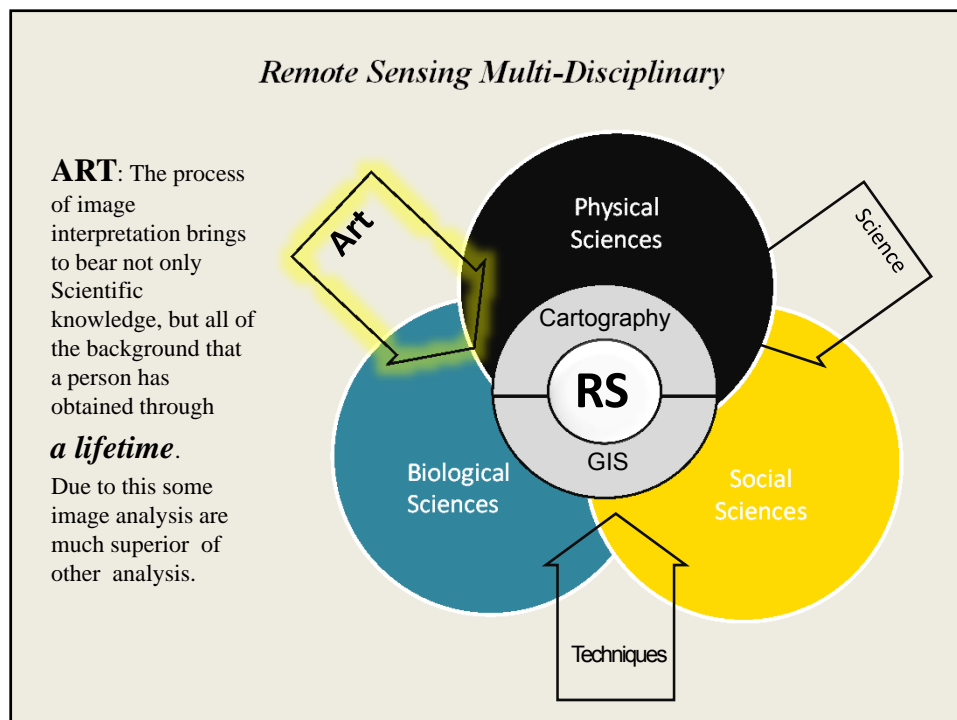 Remote Sensing Multi-Disciplinary
ART: The process
of image
interpretation brings
to bear not only
Scientific
knowledge, but all of
the background that
a person has
obtained through
a lifetime.
Due to this some
image analysis are
much superior of
other analysis.
Art
Physical
Sciences
Science
Cartography
RS
GIS
Biological
Sciences
Social
Sciences
Techniques